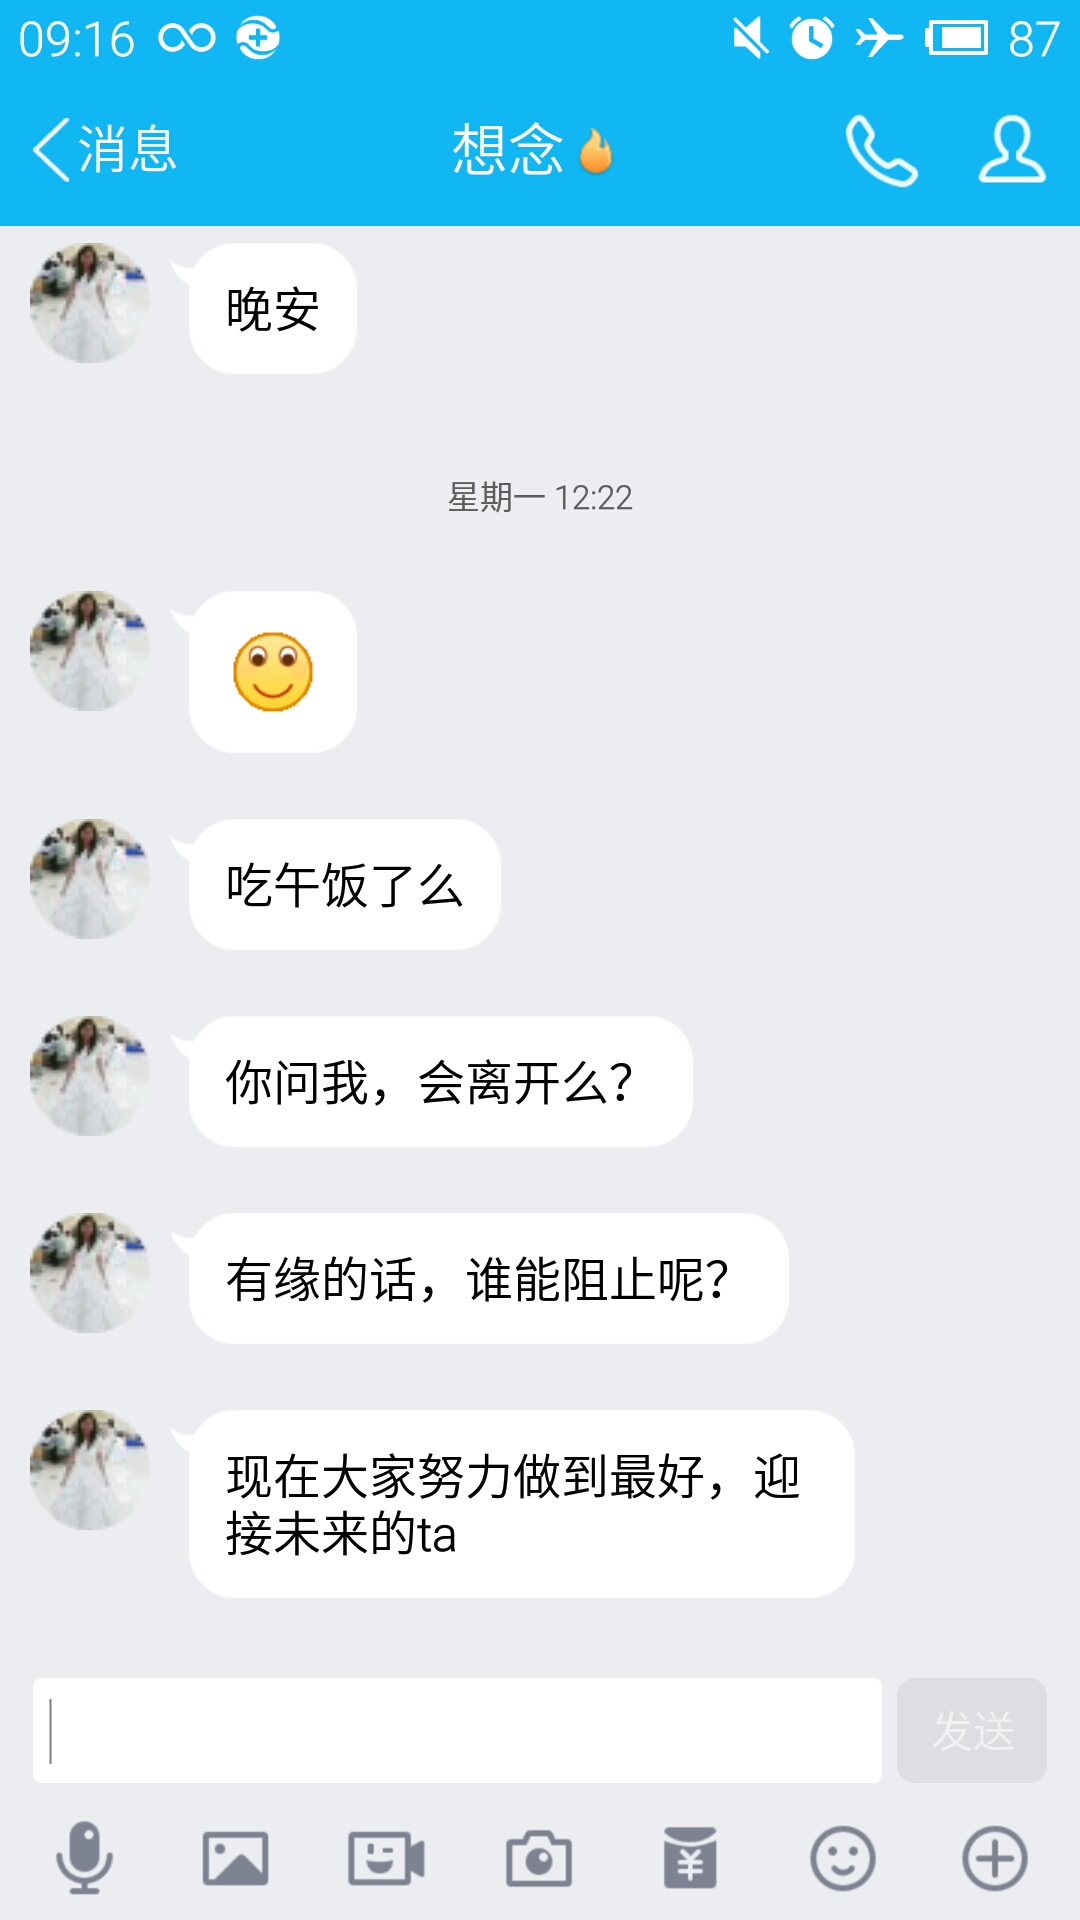 09:16
87
消息
想念
晚安
星期一 12:22
吃午饭了么
你问我，会离开么？
有缘的话，谁能阻止呢？
现在大家努力做到最好，迎
接未来的ta
发送